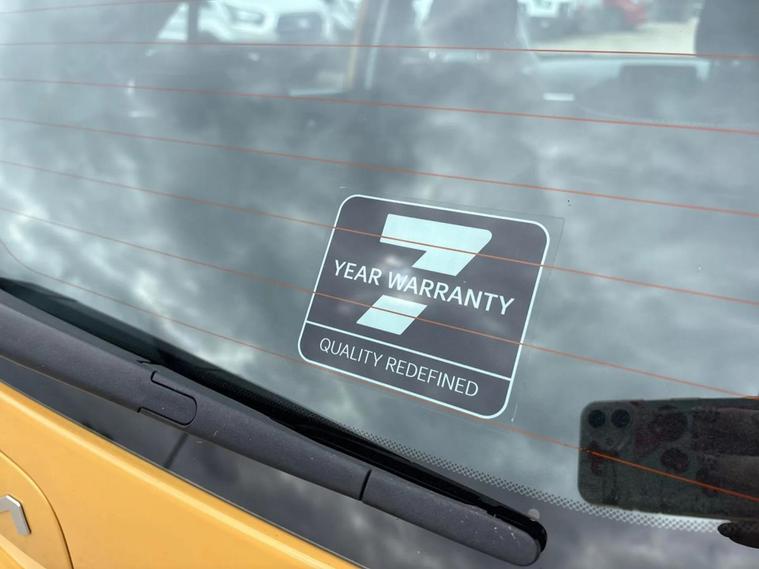 7
YEAR WARRANTY
QUALITY REDEFINED